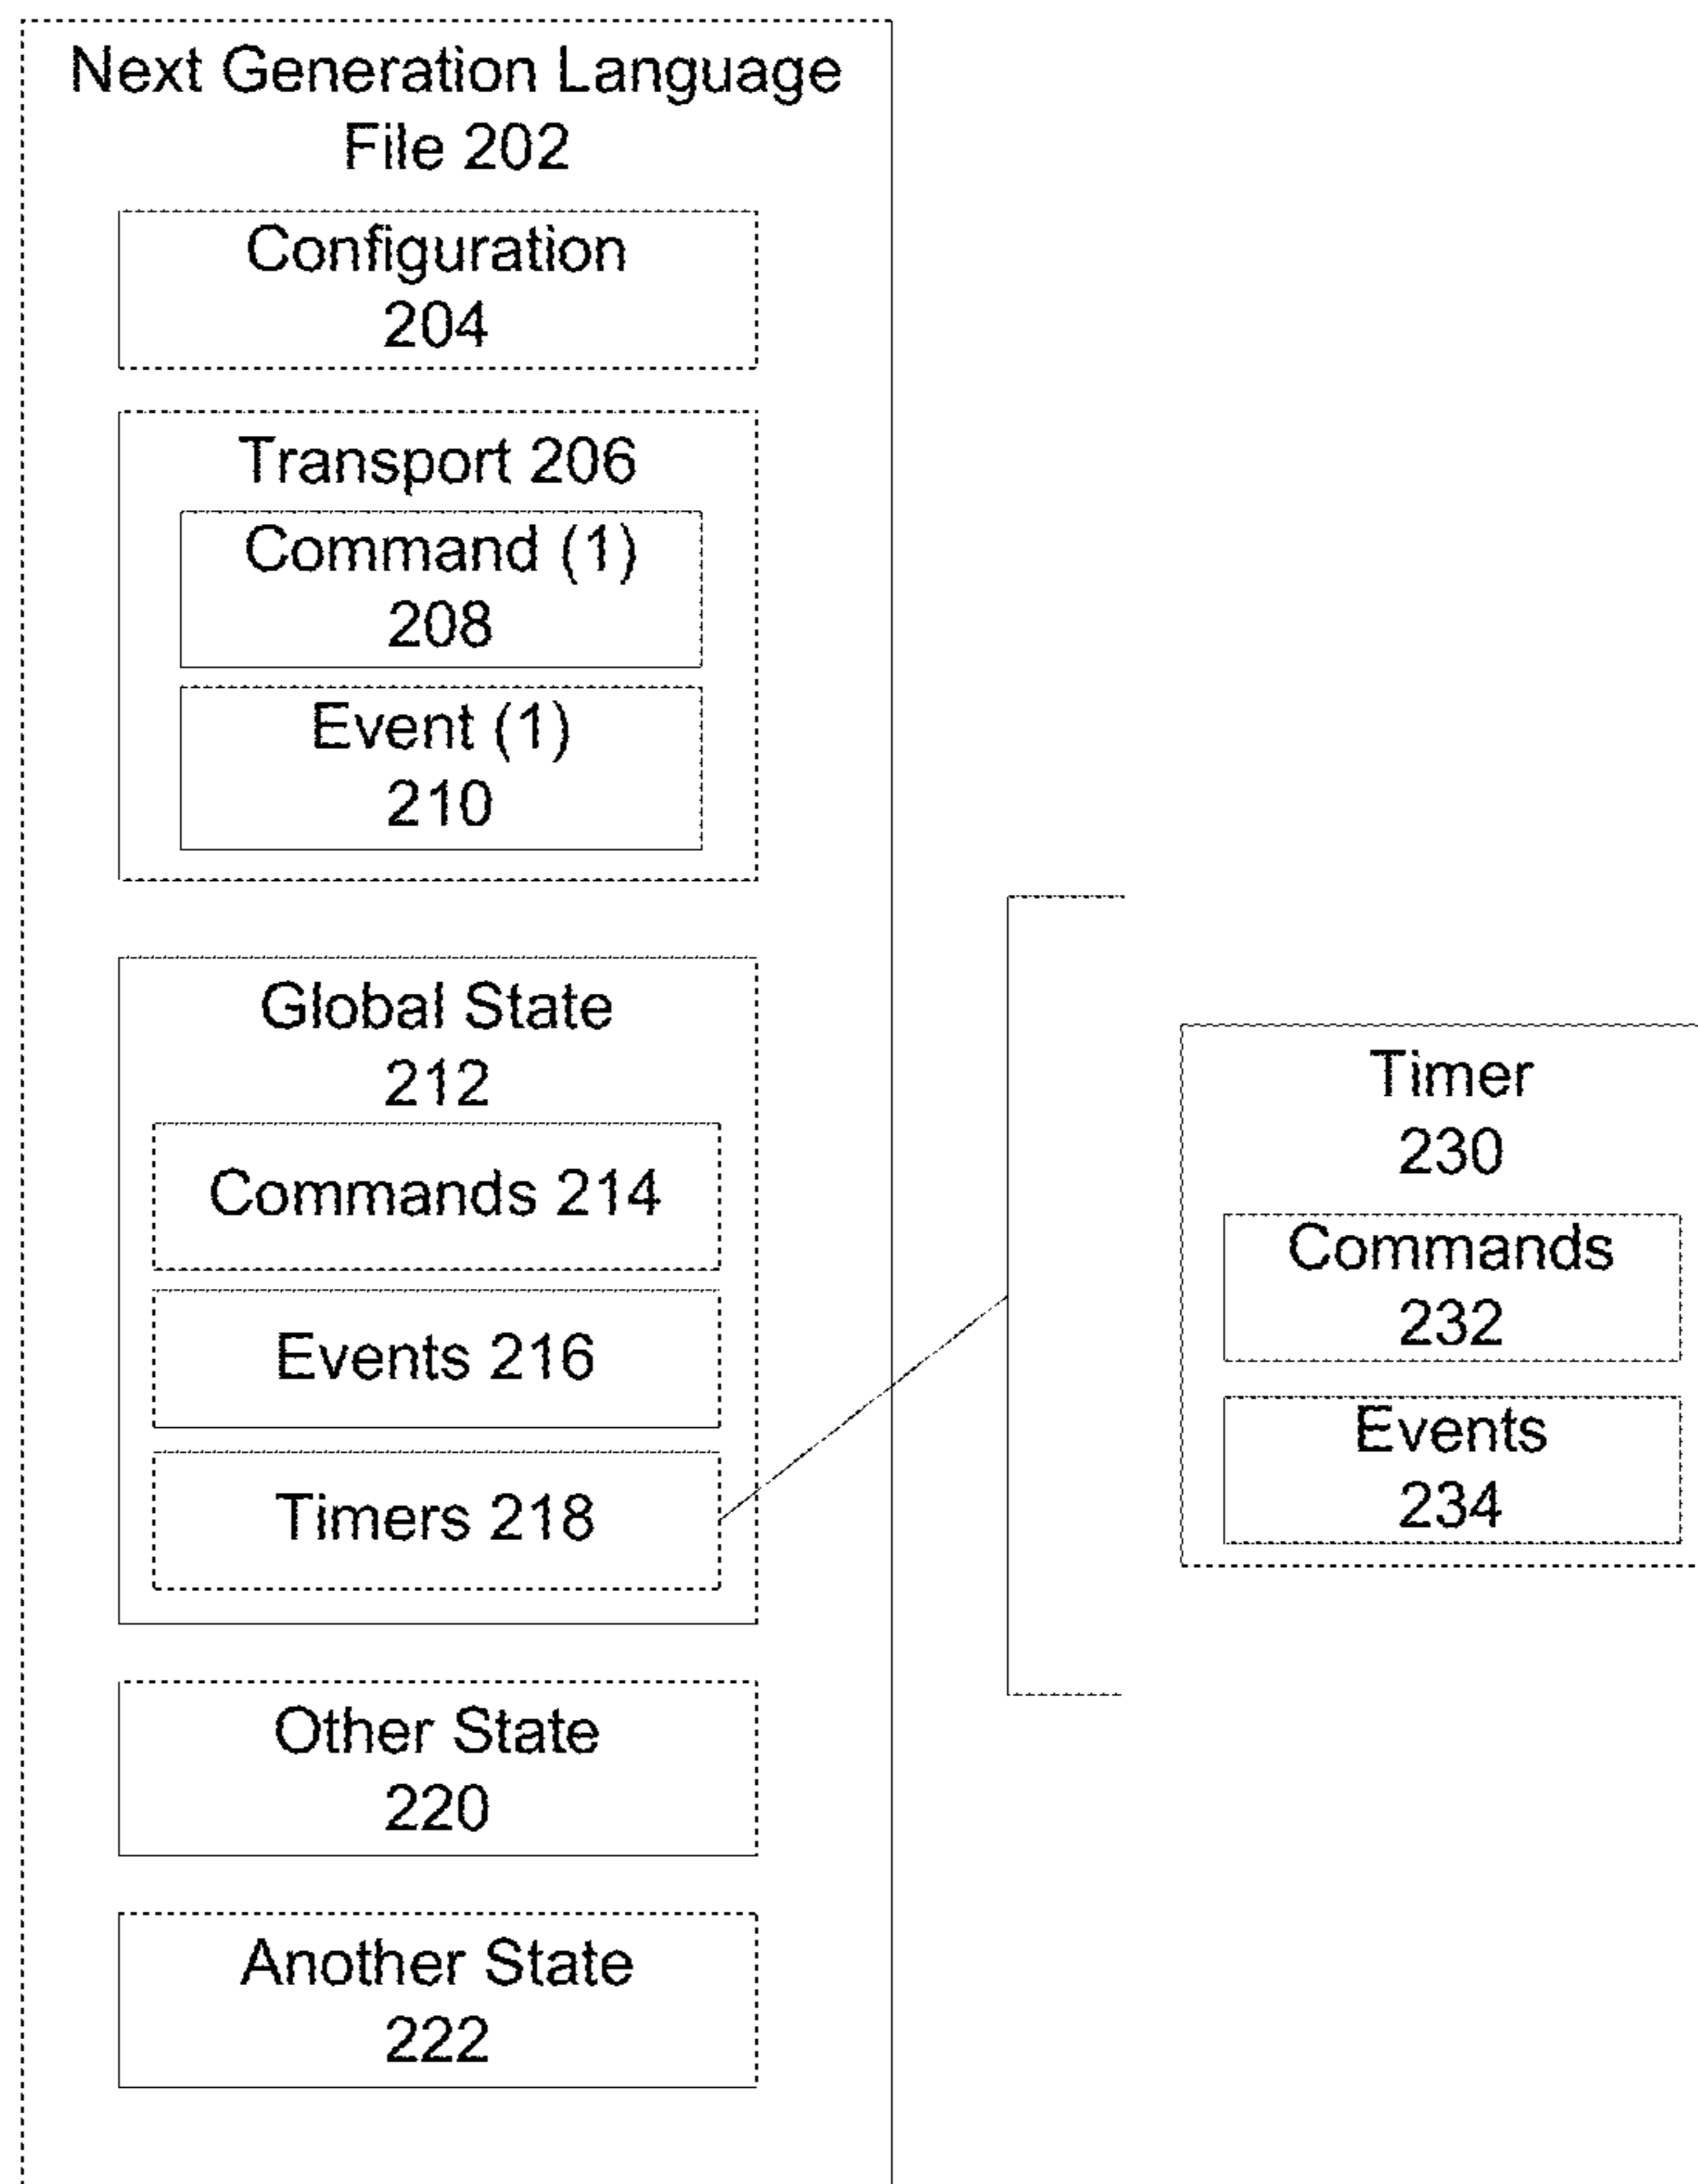 Next Generation Language
File 202
Configuration
204
Transport 206
Command (1)
208
Event (1)
210
Global State
212
Commands 214
Events 216
Timers 218
Other State
220
Another State
222
Timer
230
Commands
232
Events
234